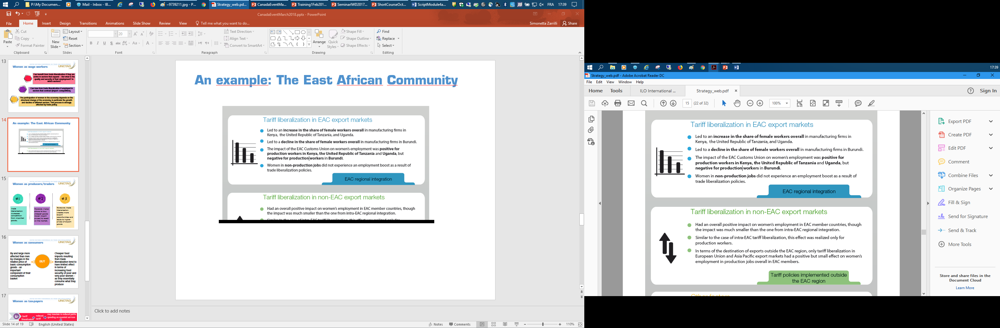 P:\My Documen...
Mail - Inbox - IB...
~9739211.jpg - P...
Strategy_web.pd...
CanadaEventMa...
Training1Feb201...
SeminarIWD2017...
ShortCourseOct...
ScriptModule4a...
FRA 17:39
CanadaEventMarch2018.pptx - PowerPoint
File Home Insert Design Transitions Animations Slide Show Review View Tell me what you want to do...
Simonetta Zarrilli Share
Paste
Cut
Copy
Format Painter
Clipboard
New
Slide
Layout
Reset
Section
Slides
20
Font
Text Direction
Align Text
Convert to SmartArt
Paragraph
Arrange
Quick
Styles
Shape Fill
Shape Outline
Shape Effects
Drawing
Find
Replace
Select
Editing
13
UNCTAD
Women as wage workers
Can benefit from trade liberalization if they are
active in sectors that expand – But what is the
quality and security of their employment? In
which sectors?
Can lose from trade liberalization if employed in
sectors that contract (import-competition).
The participation of women in the economy depends on the
structural change of the economy, in particular the growth
and decline of different sectors. This process is strongly
affected by trade policy.
14
An example: The East African Community
Tariff liberalization in EAC export markets
Tariff liberalization in non-EAC export markets
15
UNCTAD
Women as producers/traders
#1
#2
#3
Trade
liberalization
increases
competition
from imported
goods;
However, it also
allows to buy
cheaper goods
(lower import
prices) to resell
on the market.
Moreover, trade
liberalization
creates more
export
opportunities and
leads to higher
prices of export
goods
16
UNCTAD
Women as consumers
By and large more
affected than men
by changes in the
relative price of
basic consumption
goods - an
important
component of their
consumption
basket
BUT
Cheaper food
imports resulting
from trade
liberalization tend to
have limited effect
in terms of
increasing food
security of poor and
very poor women -
as they essentially
consume what they
produce
17
UNCTAD
Women as tax-payers
Tariff
liberalization
reduced
tariff
may translate in reduced public
spending on essential services
An example: The East African Community
Tariff liberalization in EAC export markets
Led to an increase in the share of female workers overall in manufacturing firms in
Kenya, the United Republic of Tanzania, and Uganda.
Led to a decline in the share of female workers overall in manufacturing firms in Burundi.
The impact of the EAC Customs Union on women's employment was positive for
production workers in Kenya, the United Republic of Tanzania and Uganda, but
negative for production workers in Burundi.
Women in non-production jobs did not experience an employment boost as a result of
trade liberalization policies.
EAC regional integration
Tariff liberalization in non-EAC export markets
Had an overall positive impact on women's employment in EAC member countries, though
the impact was much smaller than the one from intra-EAC regional integration.
Similar to the case of intra-EAC tariff liberalization, this effect was realized only for
Click to add notes
Slide 14 of 19 English (United States)
Notes Comments 110%
17:39
Strategy_web.pdf - Adobe Acrobat Reader DC
File Edit View Window Help
Home Tools ILO International ... Strategy_web.pdf × Sign In
15 (22 of 32) 100%
Tariff liberalization in EAC export markets
Led to an increase in the share of female workers overall in manufacturing firms in
Kenya, the United Republic of Tanzania, and Uganda.
Led to a decline in the share of female workers overall in manufacturing firms in Burundi.
The impact of the EAC Customs Union on women's employment was positive for
production workers in Kenya, the United Republic of Tanzania and Uganda, but
negative for production workers in Burundi.
Women in non-production jobs did not experience an employment boost as a result of
trade liberalization policies.
EAC regional integration
Tariff liberalization in non-EAC export markets
Had an overall positive impact on women's employment in EAC member countries, though
the impact was much smaller than the one from intra-EAC regional integration.
Similar to the case of intra-EAC tariff liberalization, this effect was realized only for
production workers.
In terms of the destination of exports outside the EAC region, only tariff liberalization in
European Union and Asia Pacific export markets had a positive but small effect on women's
employment in production jobs overall in EAC members.
Tariff policies implemented outside
the EAC region
Other factors
Export PDF
Create PDF
Edit PDF
Comment
Combine Files
Organize Pages
Fill & Sign
Send for Signature
Send & Track
More Tools
Store and share files in the
Document Cloud
Learn More